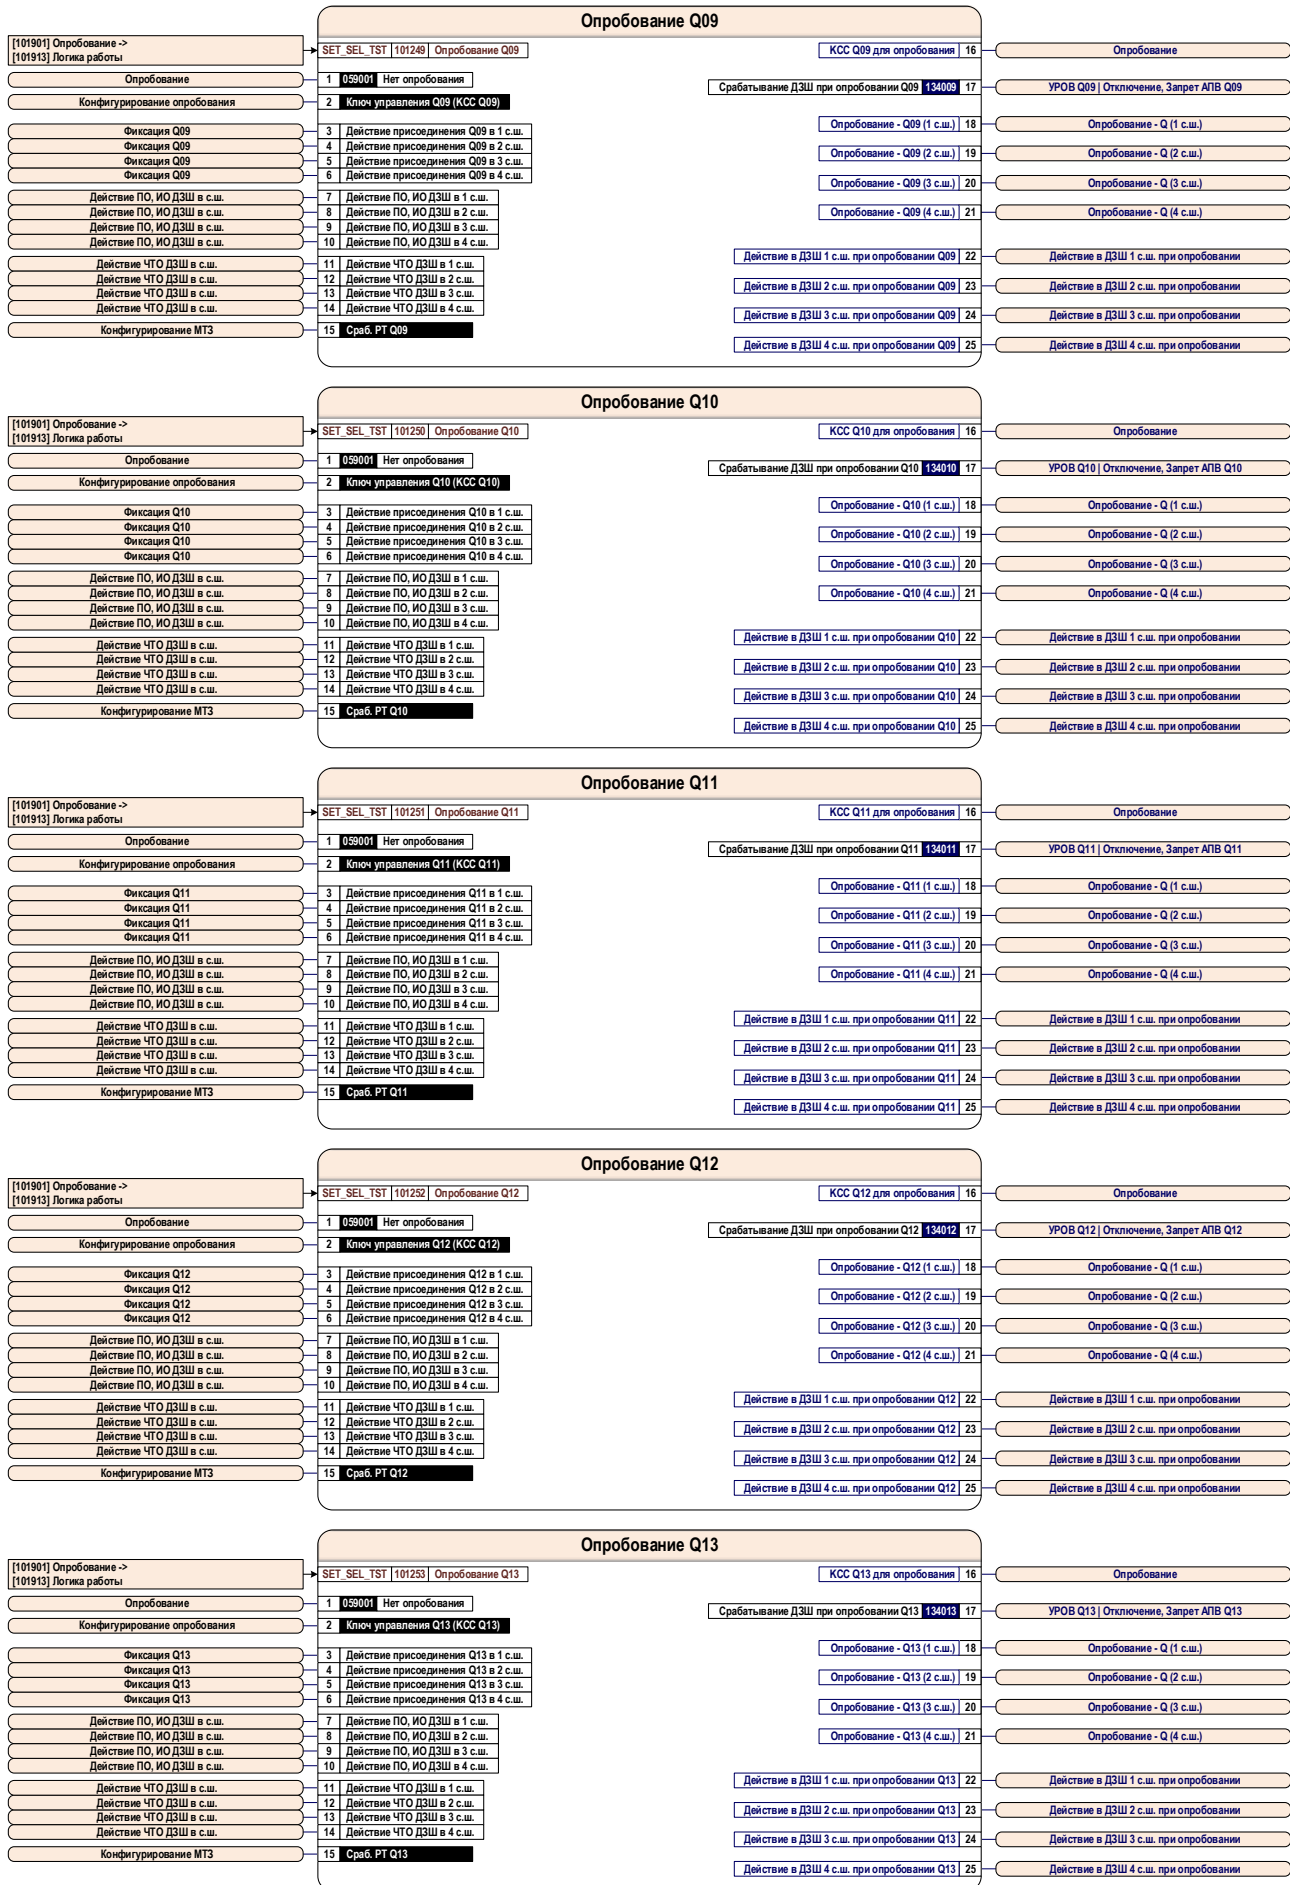 Опробование Q09
[101901] Опробование ->
[101913] Логика работы
SET_SEL_TST 101249 Опробование Q09
КСС Q09 для опробования 16
Опробование
Опробование
1 059001 Нет опробования
Срабатывание ДЗШ при опробовании Q09 134009 17
УРОВ Q09 | Отключение, Запрет АПВ Q09
Конфигурирование опробования
2 Ключ управления Q09 (КСС Q09)
Фиксация Q09
3 Действие присоединения Q09 в 1 с.ш.
Опробование - Q09 (1 с.ш.) 18
Опробование - Q (1 с.ш.)
Фиксация Q09
4 Действие присоединения Q09 в 2 с.ш.
Опробование - Q09 (2 с.ш.) 19
Опробование - Q (2 с.ш.)
Фиксация Q09
5 Действие присоединения Q09 в 3 с.ш.
Фиксация Q09
6 Действие присоединения Q09 в 4 с.ш.
Опробование - Q09 (3 с.ш.) 20
Опробование - Q (3 с.ш.)
Действие ПО, ИО ДЗШ в с.ш.
7 Действие ПО, ИО ДЗШ в 1 с.ш.
Действие ПО, ИО ДЗШ в с.ш.
8 Действие ПО, ИО ДЗШ в 2 с.ш.
Опробование - Q09 (4 с.ш.) 21
Опробование - Q (4 с.ш.)
Действие ПО, ИО ДЗШ в с.ш.
9 Действие ПО, ИО ДЗШ в 3 с.ш.
Действие ПО, ИО ДЗШ в с.ш.
10 Действие ПО, ИО ДЗШ в 4 с.ш.
Действие в ДЗШ 1 с.ш. при опробовании Q09 22
Действие в ДЗШ 1 с.ш. при опробовании
Действие ЧТО ДЗШ в с.ш.
11 Действие ЧТО ДЗШ в 1 с.ш.
Действие ЧТО ДЗШ в с.ш.
12 Действие ЧТО ДЗШ в 2 с.ш.
Действие в ДЗШ 2 с.ш. при опробовании Q09 23
Действие в ДЗШ 2 с.ш. при опробовании
Действие ЧТО ДЗШ в с.ш.
13 Действие ЧТО ДЗШ в 3 с.ш.
Действие ЧТО ДЗШ в с.ш.
14 Действие ЧТО ДЗШ в 4 с.ш.
Действие в ДЗШ 3 с.ш. при опробовании Q09 24
Действие в ДЗШ 3 с.ш. при опробовании
Конфигурирование МТЗ
15 Сраб. РТ Q09
Действие в ДЗШ 4 с.ш. при опробовании Q09 25
Действие в ДЗШ 4 с.ш. при опробовании
Опробование Q10
[101901] Опробование ->
[101913] Логика работы
SET_SEL_TST 101250 Опробование Q10
КСС Q10 для опробования 16
Опробование
Опробование
1 059001 Нет опробования
Срабатывание ДЗШ при опробовании Q10 134010 17
УРОВ Q10 | Отключение, Запрет АПВ Q10
Конфигурирование опробования
2 Ключ управления Q10 (КСС Q10)
Фиксация Q10
3 Действие присоединения Q10 в 1 с.ш.
Опробование - Q10 (1 с.ш.) 18
Опробование - Q (1 с.ш.)
Фиксация Q10
4 Действие присоединения Q10 в 2 с.ш.
Опробование - Q10 (2 с.ш.) 19
Опробование - Q (2 с.ш.)
Фиксация Q10
5 Действие присоединения Q10 в 3 с.ш.
Фиксация Q10
6 Действие присоединения Q10 в 4 с.ш.
Опробование - Q10 (3 с.ш.) 20
Опробование - Q (3 с.ш.)
Действие ПО, ИО ДЗШ в с.ш.
7 Действие ПО, ИО ДЗШ в 1 с.ш.
Действие ПО, ИО ДЗШ в с.ш.
8 Действие ПО, ИО ДЗШ в 2 с.ш.
Опробование - Q10 (4 с.ш.) 21
Опробование - Q (4 с.ш.)
Действие ПО, ИО ДЗШ в с.ш.
9 Действие ПО, ИО ДЗШ в 3 с.ш.
Действие ПО, ИО ДЗШ в с.ш.
10 Действие ПО, ИО ДЗШ в 4 с.ш.
Действие в ДЗШ 1 с.ш. при опробовании Q10 22
Действие в ДЗШ 1 с.ш. при опробовании
Действие ЧТО ДЗШ в с.ш.
11 Действие ЧТО ДЗШ в 1 с.ш.
Действие ЧТО ДЗШ в с.ш.
12 Действие ЧТО ДЗШ в 2 с.ш.
Действие в ДЗШ 2 с.ш. при опробовании Q10 23
Действие в ДЗШ 2 с.ш. при опробовании
Действие ЧТО ДЗШ в с.ш.
13 Действие ЧТО ДЗШ в 3 с.ш.
Действие ЧТО ДЗШ в с.ш.
14 Действие ЧТО ДЗШ в 4 с.ш.
Действие в ДЗШ 3 с.ш. при опробовании Q10 24
Действие в ДЗШ 3 с.ш. при опробовании
Конфигурирование МТЗ
15 Сраб. РТ Q10
Действие в ДЗШ 4 с.ш. при опробовании Q10 25
Действие в ДЗШ 4 с.ш. при опробовании
Опробование Q11
[101901] Опробование ->
[101913] Логика работы
SET_SEL_TST 101251 Опробование Q11
КСС Q11 для опробования 16
Опробование
Опробование
1 059001 Нет опробования
Срабатывание ДЗШ при опробовании Q11 134011 17
УРОВ Q11 | Отключение, Запрет АПВ Q11
Конфигурирование опробования
2 Ключ управления Q11 (КСС Q11)
Фиксация Q11
3 Действие присоединения Q11 в 1 с.ш.
Опробование - Q11 (1 с.ш.) 18
Опробование - Q (1 с.ш.)
Фиксация Q11
4 Действие присоединения Q11 в 2 с.ш.
Опробование - Q11 (2 с.ш.) 19
Опробование - Q (2 с.ш.)
Фиксация Q11
5 Действие присоединения Q11 в 3 с.ш.
Фиксация Q11
6 Действие присоединения Q11 в 4 с.ш.
Опробование - Q11 (3 с.ш.) 20
Опробование - Q (3 с.ш.)
Действие ПО, ИО ДЗШ в с.ш.
7 Действие ПО, ИО ДЗШ в 1 с.ш.
Действие ПО, ИО ДЗШ в с.ш.
8 Действие ПО, ИО ДЗШ в 2 с.ш.
Опробование - Q11 (4 с.ш.) 21
Опробование - Q (4 с.ш.)
Действие ПО, ИО ДЗШ в с.ш.
9 Действие ПО, ИО ДЗШ в 3 с.ш.
Действие ПО, ИО ДЗШ в с.ш.
10 Действие ПО, ИО ДЗШ в 4 с.ш.
Действие в ДЗШ 1 с.ш. при опробовании Q11 22
Действие в ДЗШ 1 с.ш. при опробовании
Действие ЧТО ДЗШ в с.ш.
11 Действие ЧТО ДЗШ в 1 с.ш.
Действие ЧТО ДЗШ в с.ш.
12 Действие ЧТО ДЗШ в 2 с.ш.
Действие в ДЗШ 2 с.ш. при опробовании Q11 23
Действие в ДЗШ 2 с.ш. при опробовании
Действие ЧТО ДЗШ в с.ш.
13 Действие ЧТО ДЗШ в 3 с.ш.
Действие ЧТО ДЗШ в с.ш.
14 Действие ЧТО ДЗШ в 4 с.ш.
Действие в ДЗШ 3 с.ш. при опробовании Q11 24
Действие в ДЗШ 3 с.ш. при опробовании
Конфигурирование МТЗ
15 Сраб. РТ Q11
Действие в ДЗШ 4 с.ш. при опробовании Q11 25
Действие в ДЗШ 4 с.ш. при опробовании
Опробование Q12
[101901] Опробование ->
[101913] Логика работы
SET_SEL_TST 101252 Опробование Q12
КСС Q12 для опробования 16
Опробование
Опробование
1 059001 Нет опробования
Срабатывание ДЗШ при опробовании Q12 134012 17
УРОВ Q12 | Отключение, Запрет АПВ Q12
Конфигурирование опробования
2 Ключ управления Q12 (КСС Q12)
Фиксация Q12
3 Действие присоединения Q12 в 1 с.ш.
Опробование - Q12 (1 с.ш.) 18
Опробование - Q (1 с.ш.)
Фиксация Q12
4 Действие присоединения Q12 в 2 с.ш.
Опробование - Q12 (2 с.ш.) 19
Опробование - Q (2 с.ш.)
Фиксация Q12
5 Действие присоединения Q12 в 3 с.ш.
Фиксация Q12
6 Действие присоединения Q12 в 4 с.ш.
Опробование - Q12 (3 с.ш.) 20
Опробование - Q (3 с.ш.)
Действие ПО, ИО ДЗШ в с.ш.
7 Действие ПО, ИО ДЗШ в 1 с.ш.
Действие ПО, ИО ДЗШ в с.ш.
8 Действие ПО, ИО ДЗШ в 2 с.ш.
Опробование - Q12 (4 с.ш.) 21
Опробование - Q (4 с.ш.)
Действие ПО, ИО ДЗШ в с.ш.
9 Действие ПО, ИО ДЗШ в 3 с.ш.
Действие ПО, ИО ДЗШ в с.ш.
10 Действие ПО, ИО ДЗШ в 4 с.ш.
Действие в ДЗШ 1 с.ш. при опробовании Q12 22
Действие в ДЗШ 1 с.ш. при опробовании
Действие ЧТО ДЗШ в с.ш.
11 Действие ЧТО ДЗШ в 1 с.ш.
Действие ЧТО ДЗШ в с.ш.
12 Действие ЧТО ДЗШ в 2 с.ш.
Действие в ДЗШ 2 с.ш. при опробовании Q12 23
Действие в ДЗШ 2 с.ш. при опробовании
Действие ЧТО ДЗШ в с.ш.
13 Действие ЧТО ДЗШ в 3 с.ш.
Действие ЧТО ДЗШ в с.ш.
14 Действие ЧТО ДЗШ в 4 с.ш.
Действие в ДЗШ 3 с.ш. при опробовании Q12 24
Действие в ДЗШ 3 с.ш. при опробовании
Конфигурирование МТЗ
15 Сраб. РТ Q12
Действие в ДЗШ 4 с.ш. при опробовании Q12 25
Действие в ДЗШ 4 с.ш. при опробовании
Опробование Q13
[101901] Опробование ->
[101913] Логика работы
SET_SEL_TST 101253 Опробование Q13
КСС Q13 для опробования 16
Опробование
Опробование
1 059001 Нет опробования
Срабатывание ДЗШ при опробовании Q13 134013 17
УРОВ Q13 | Отключение, Запрет АПВ Q13
Конфигурирование опробования
2 Ключ управления Q13 (КСС Q13)
Фиксация Q13
3 Действие присоединения Q13 в 1 с.ш.
Опробование - Q13 (1 с.ш.) 18
Опробование - Q (1 с.ш.)
Фиксация Q13
4 Действие присоединения Q13 в 2 с.ш.
Опробование - Q13 (2 с.ш.) 19
Опробование - Q (2 с.ш.)
Фиксация Q13
5 Действие присоединения Q13 в 3 с.ш.
Фиксация Q13
6 Действие присоединения Q13 в 4 с.ш.
Опробование - Q13 (3 с.ш.) 20
Опробование - Q (3 с.ш.)
Действие ПО, ИО ДЗШ в с.ш.
7 Действие ПО, ИО ДЗШ в 1 с.ш.
Действие ПО, ИО ДЗШ в с.ш.
8 Действие ПО, ИО ДЗШ в 2 с.ш.
Опробование - Q13 (4 с.ш.) 21
Опробование - Q (4 с.ш.)
Действие ПО, ИО ДЗШ в с.ш.
9 Действие ПО, ИО ДЗШ в 3 с.ш.
Действие ПО, ИО ДЗШ в с.ш.
10 Действие ПО, ИО ДЗШ в 4 с.ш.
Действие в ДЗШ 1 с.ш. при опробовании Q13 22
Действие в ДЗШ 1 с.ш. при опробовании
Действие ЧТО ДЗШ в с.ш.
11 Действие ЧТО ДЗШ в 1 с.ш.
Действие ЧТО ДЗШ в с.ш.
12 Действие ЧТО ДЗШ в 2 с.ш.
Действие в ДЗШ 2 с.ш. при опробовании Q13 23
Действие в ДЗШ 2 с.ш. при опробовании
Действие ЧТО ДЗШ в с.ш.
13 Действие ЧТО ДЗШ в 3 с.ш.
Действие ЧТО ДЗШ в с.ш.
14 Действие ЧТО ДЗШ в 4 с.ш.
Действие в ДЗШ 3 с.ш. при опробовании Q13 24
Действие в ДЗШ 3 с.ш. при опробовании
Конфигурирование МТЗ
15 Сраб. РТ Q13
Действие в ДЗШ 4 с.ш. при опробовании Q13 25
Действие в ДЗШ 4 с.ш. при опробовании